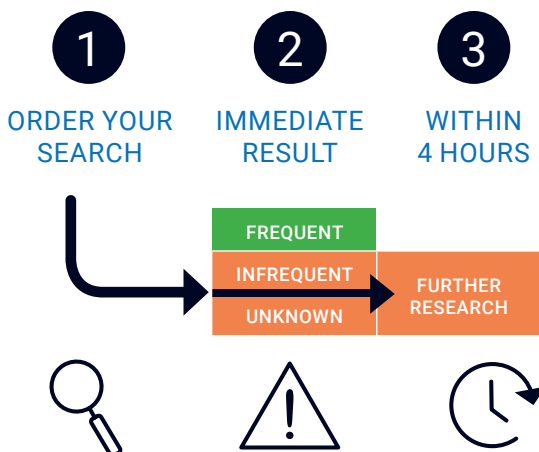 1
ORDER YOUR
SEARCH
2
IMMEDIATE
RESULT
3
WITHIN
4 HOURS
FREQUENT
INFREQUENT
UNKNOWN
FURTHER
RESEARCH